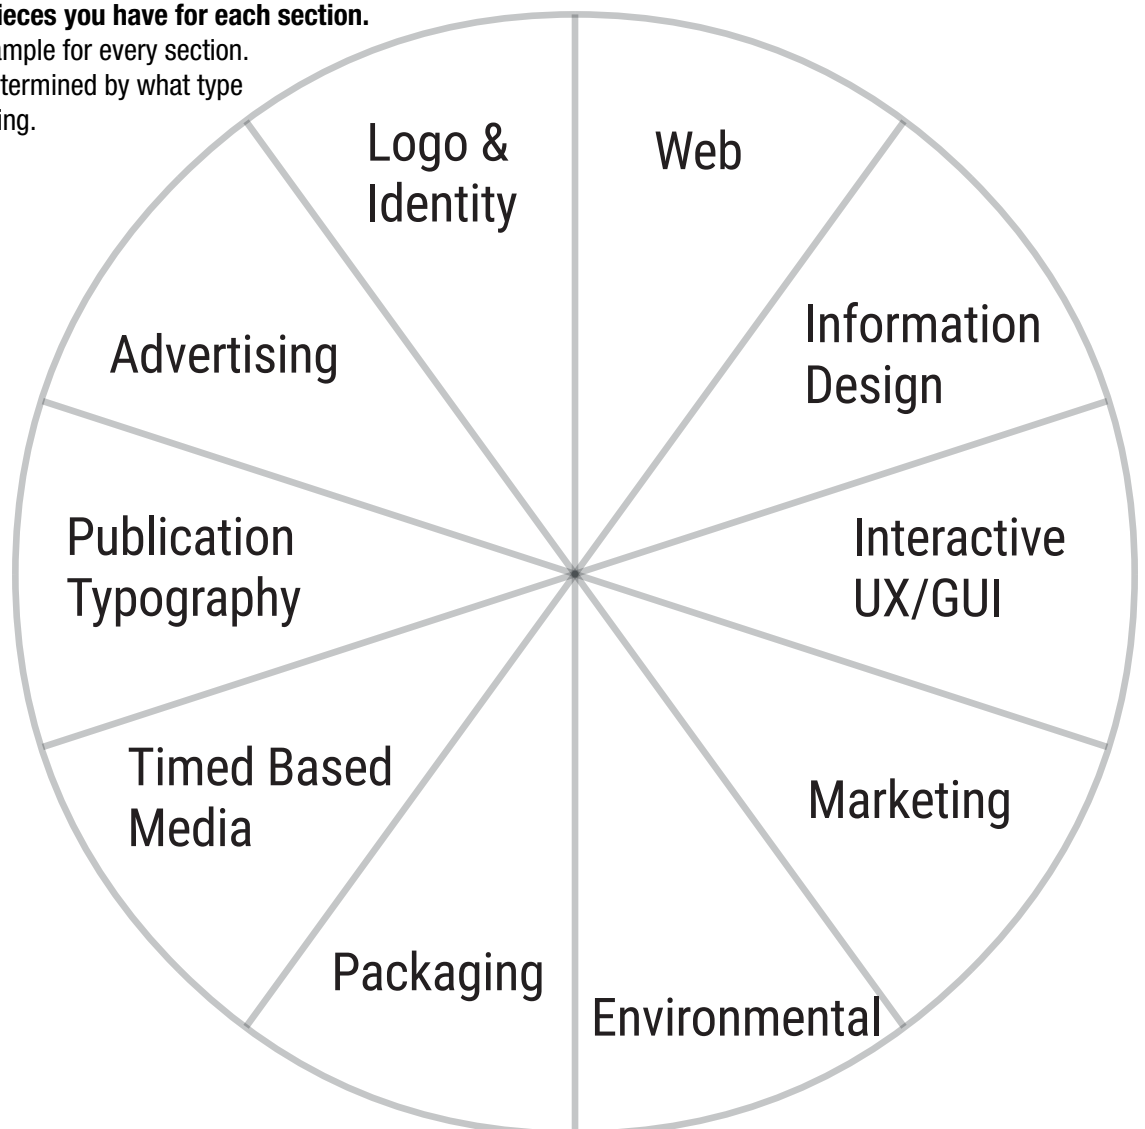 ieces you have for each section.
ample for every section.
termined by what type
ing.
Logo &
Identity
Web
Information
Design
Advertising
Publication
Typography
Interactive
UX/GUI
Timed Based
Media
Marketing
Packaging
Environmental